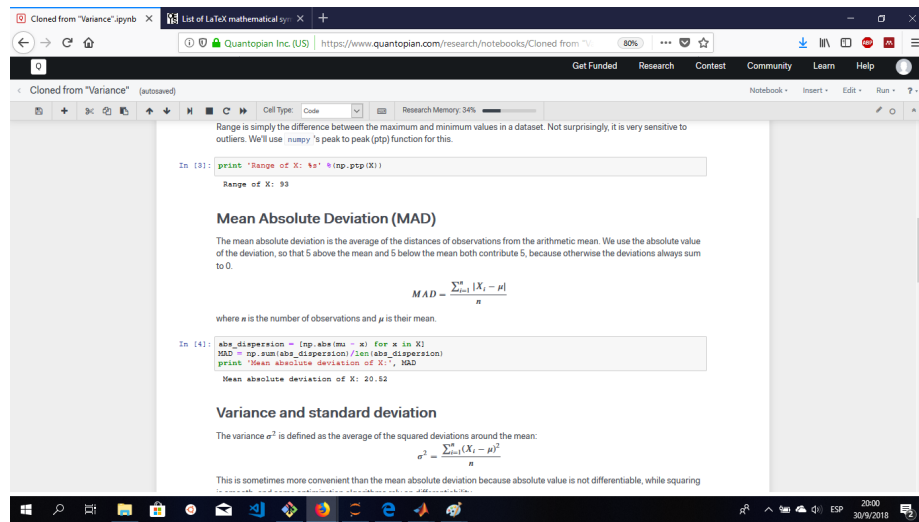 Cloned from "Variance".ipynb
List of LaTeX mathematical sym
Quantopian Inc. (US)
https://www.quantopian.com/research/notebooks/Cloned from "V
80%
Get Funded Research Contest Community Learn Help
Cloned from "Variance" (autosaved)
Notebook Insert Edit Run ?
Cell Type: Code
Research Memory: 34%
Range is simply the difference between the maximum and minimum values in a dataset. Not surprisingly, it is very sensitive to
outliers. We'll use numpy 's peak to peak (ptp) function for this.
In [3]: print 'Range of X: %s' %(np.ptp(X))
Range of X: 93
Mean Absolute Deviation (MAD)
The mean absolute deviation is the average of the distances of observations from the arithmetic mean. We use the absolute value
of the deviation, so that 5 above the mean and 5 below the mean both contribute 5, because otherwise the deviations always sum
to 0.
MAD = ∑ⁿᵢ₌₁ |Xᵢ − μ| / n
where n is the number of observations and μ is their mean.
In [4]: abs_dispersion = [np.abs(mu - x) for x in X]
MAD = np.sum(abs_dispersion)/len(abs_dispersion)
print 'Mean absolute deviation of X:', MAD
Mean absolute deviation of X: 20.52
Variance and standard deviation
The variance σ² is defined as the average of the squared deviations around the mean:
σ² = ∑ⁿᵢ₌₁(Xᵢ − μ)² / n
This is sometimes more convenient than the mean absolute deviation because absolute value is not differentiable, while squaring
is smooth, and some optimization algorithms rely on differentiability.
ESP
20:00
30/9/2018